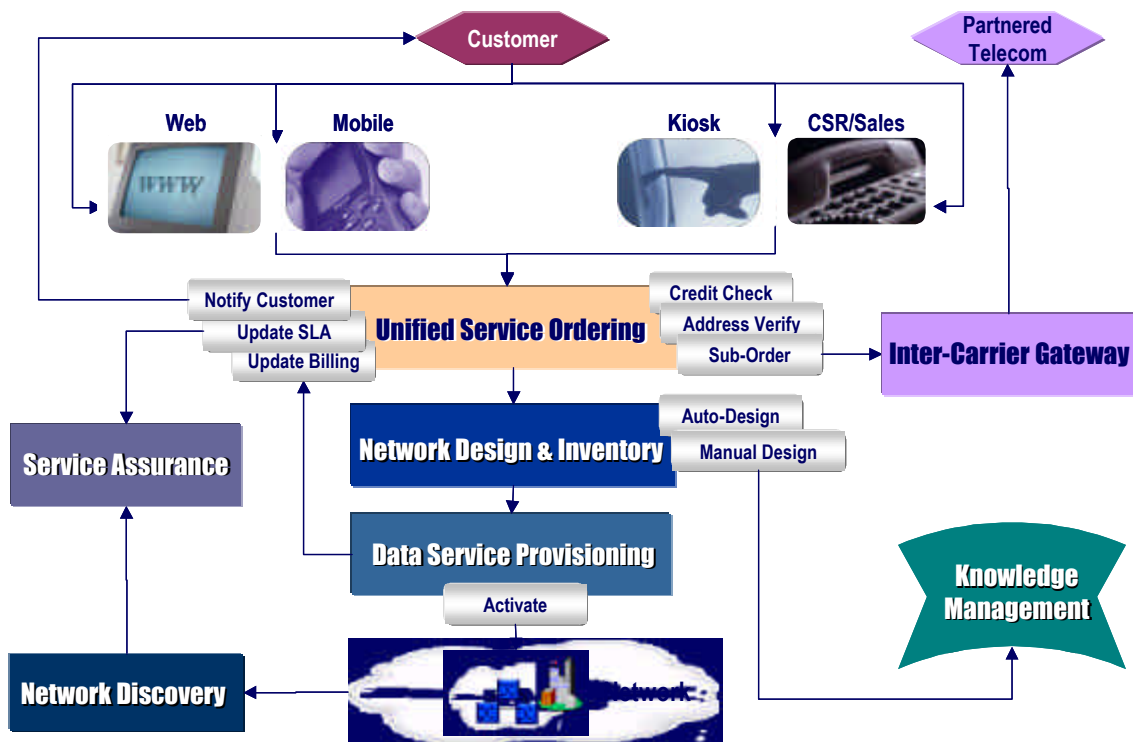 Customer
Partnered
Telecom
Web
Mobile
Kiosk
CSR/Sales
WWW
Notify Customer
Update SLA
Update Billing
Unified Service Ordering
Credit Check
Address Verify
Sub-Order
Inter-Carrier Gateway
Auto-Design
Manual Design
Network Design & Inventory
Service Assurance
Data Service Provisioning
Activate
Knowledge
Management
Network Discovery
Network